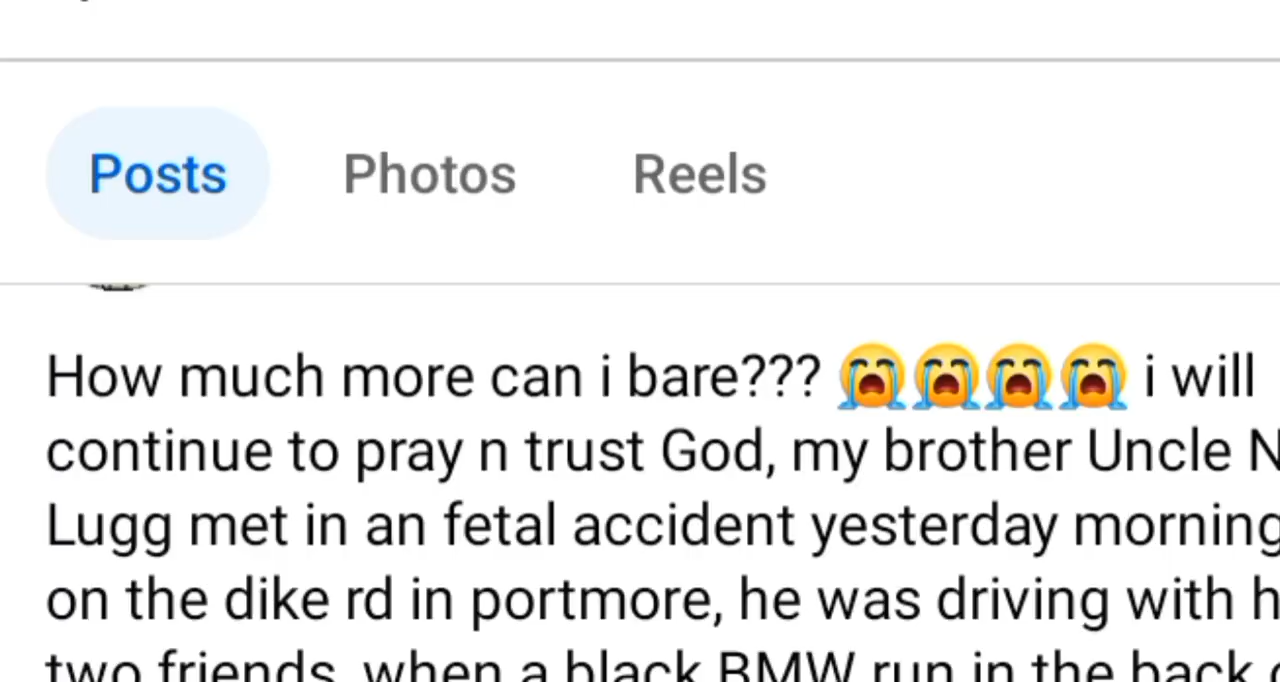 Posts Photos Reels
How much more can i bare??? 😭😭😭😭 i will
continue to pray n trust God, my brother Uncle
Lugg met in an fetal accident yesterday morning
on the dike rd in portmore, he was driving with
two friends, when a black BMW run in the back